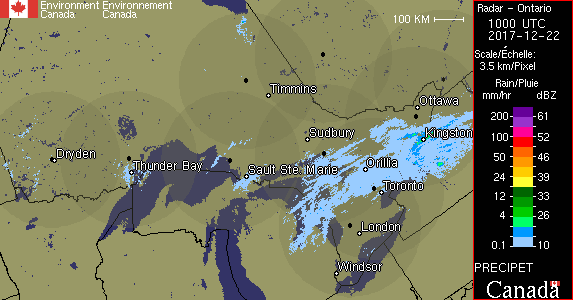 Environment Environnement
Canada Canada
100 KM
Timmins
Ottawa
Sudbury
Kingston
Dryden
Thunder Bay
Sault Ste. Marie
Orillia
Toronto
London
Windsor
Radar - Ontario
1000 UTC
2017-12-22
Scale/Échelle:
3.5 km/Pixel
Rain/Pluie
mm/hr dBZ
200 61
100 52
50 46
24 39
12 33
4 26
0.1 10
PRECIPET
Canada